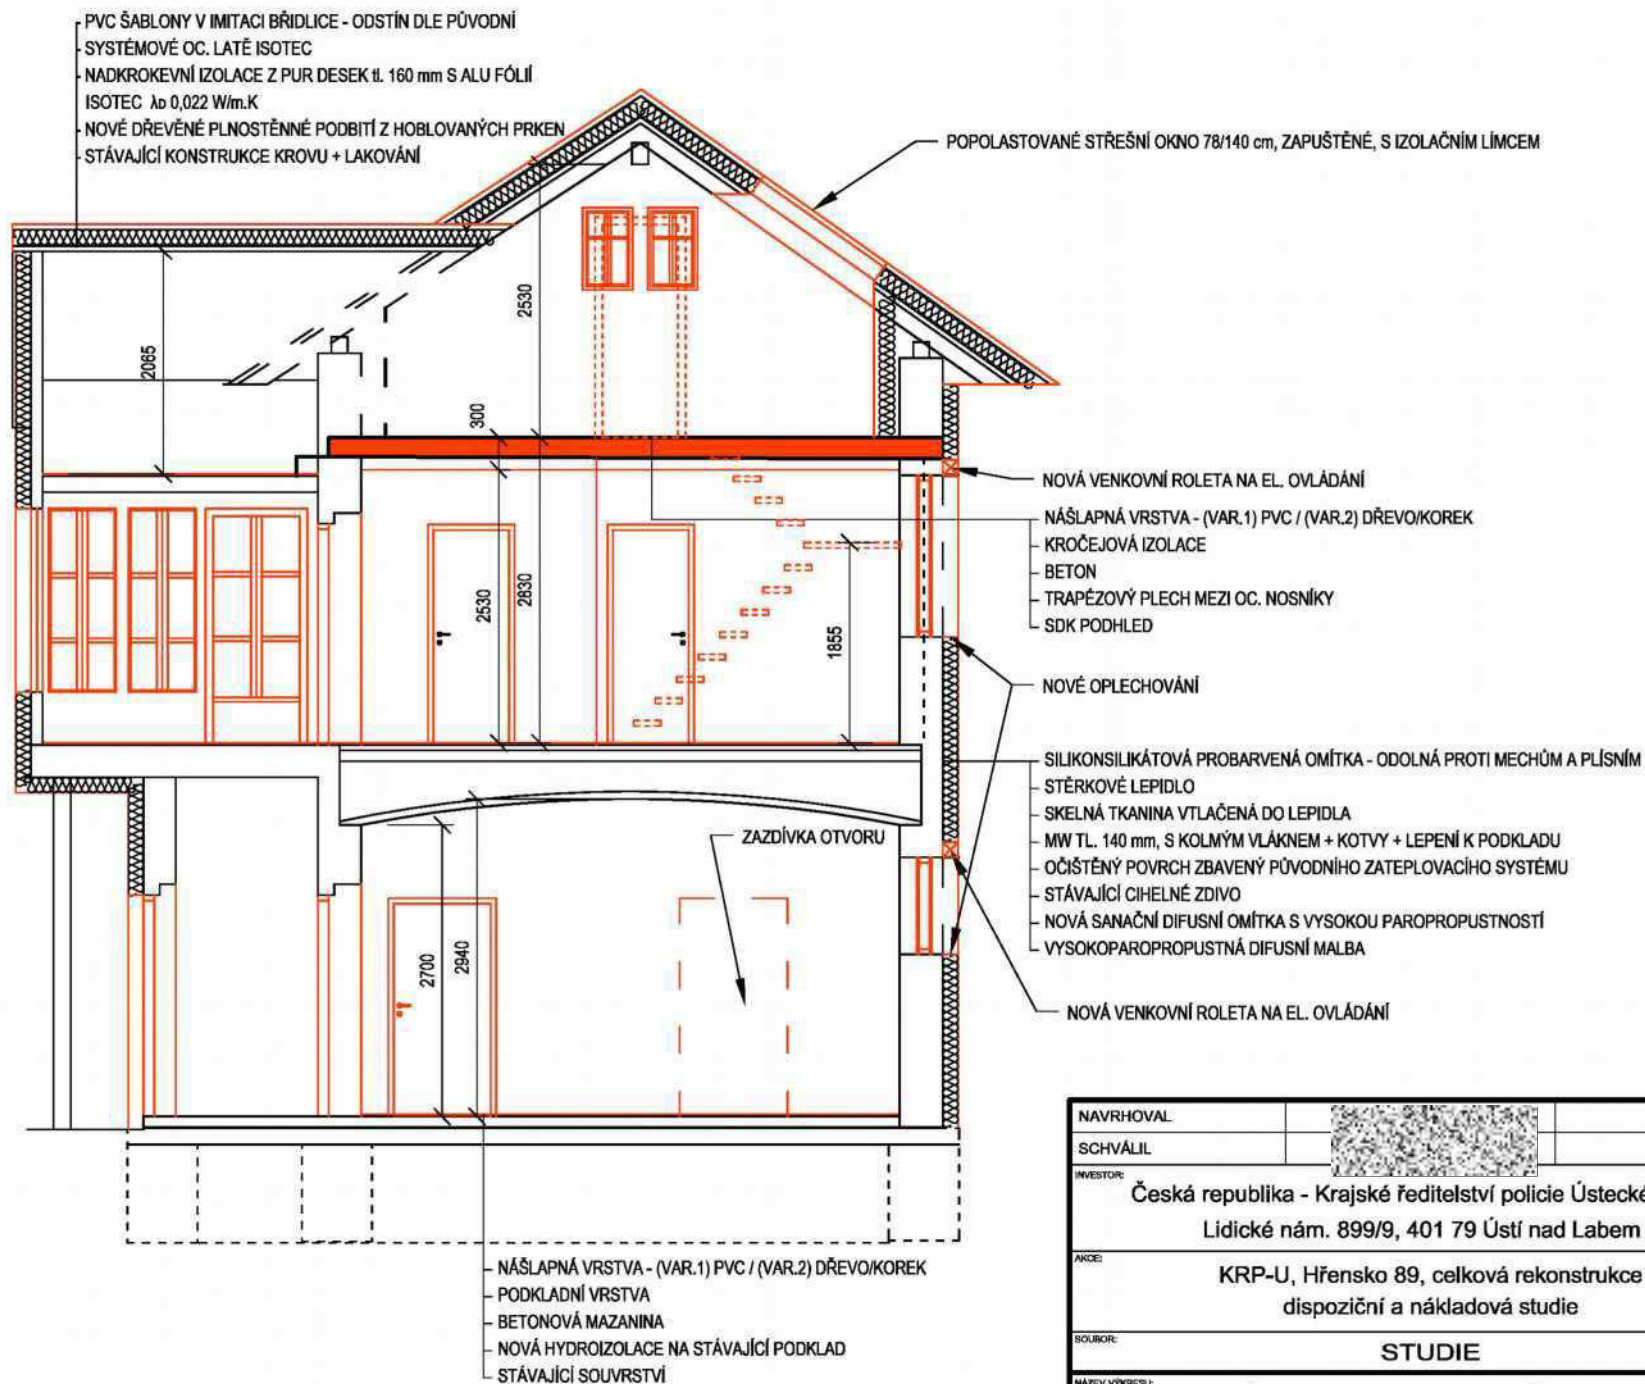 PVC ŠABLONY V IMITACI BŘIDLICE - ODSTÍN DLE PŮVODNÍ
SYSTÉMOVÉ OC. LATĚ ISOTEC
NADKROKEVNÍ IZOLACE Z PUR DESEK tl. 160 mm S ALU FÓLIÍ
ISOTEC λD 0,022 W/m.K
NOVÉ DŘEVĚNÉ PLNOSTĚNNÉ PODBITÍ Z HOBLOVANÝCH PRKEN
STÁVAJÍCÍ KONSTRUKCE KROVU + LAKOVÁNÍ
POPOLASTOVANÉ STŘEŠNÍ OKNO 78/140 cm, ZAPUŠTĚNÉ, S IZOLAČNÍM LÍMCEM
2530
2065
300
NOVÁ VENKOVNÍ ROLETA NA EL. OVLÁDÁNÍ
NÁŠLAPNÁ VRSTVA - (VAR.1) PVC / (VAR.2) DŘEVO/KOREK
KROČEJOVÁ IZOLACE
BETON
TRAPÉZOVÝ PLECH MEZI OC. NOSNÍKY
SDK PODHLED
2530
2830
1855
NOVÉ OPLECHOVÁNÍ
SILIKONSILIKÁTOVÁ PROBARVENÁ OMÍTKA - ODOLNÁ PROTI MECHŮM A PLÍSNÍM
STĚRKOVÉ LEPIDLO
SKELNÁ TKANINA VTLAČENÁ DO LEPIDLA
MW TL. 140 mm, S KOLMÝM VLÁKNEM + KOTVY + LEPENÍ K PODKLADU
OČIŠTĚNÝ POVRCH ZBAVENÝ PŮVODNÍHO ZATEPLOVACÍHO SYSTÉMU
STÁVAJÍCÍ CIHELNÉ ZDIVO
NOVÁ SANAČNÍ DIFUSNÍ OMÍTKA S VYSOKOU PAROPROPUSTNOSTÍ
VYSOKOPAROPROPUSTNÁ DIFUSNÍ MALBA
ZAZDÍVKA OTVORU
2700
2940
NOVÁ VENKOVNÍ ROLETA NA EL. OVLÁDÁNÍ
NÁŠLAPNÁ VRSTVA - (VAR.1) PVC / (VAR.2) DŘEVO/KOREK
PODKLADNÍ VRSTVA
BETONOVÁ MAZANINA
NOVÁ HYDROIZOLACE NA STÁVAJÍCÍ PODKLAD
STÁVAJÍCÍ SOUVRSTVÍ
NAVRHOVAL
SCHVÁLIL
INVESTOR:
Česká republika - Krajské ředitelství policie Ústecké
Lidické nám. 899/9, 401 79 Ústí nad Labem
AKCE:
KRP-U, Hřensko 89, celková rekonstrukce
dispoziční a nákladová studie
SOUBOR:
STUDIE
NÁZEV VÝKRESU: